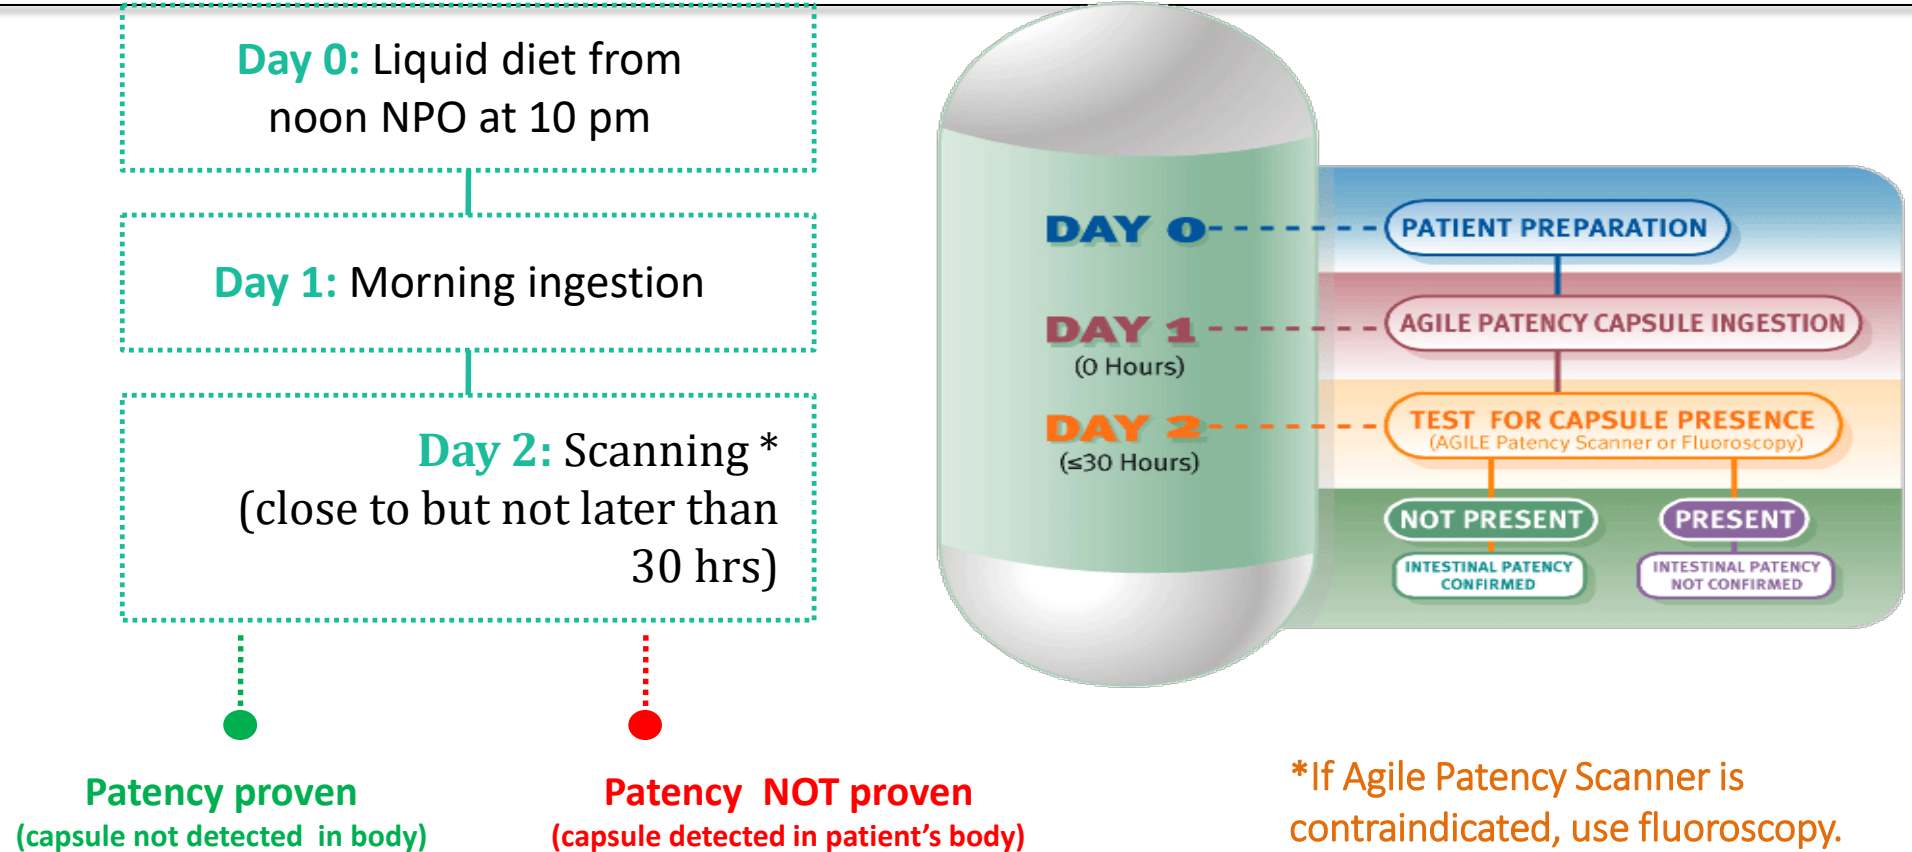 Day 0: Liquid diet from
noon NPO at 10 pm
Day 1: Morning ingestion
Day 2: Scanning *
(close to but not later than
30 hrs)
Patency proven
(capsule not detected in body)
Patency NOT proven
(capsule detected in patient's body)
DAY 0
PATIENT PREPARATION
DAY 1
(0 Hours)
AGILE PATENCY CAPSULE INGESTION
DAY 2
(≤30 Hours)
TEST FOR CAPSULE PRESENCE
(AGILE Patency Scanner or Fluoroscopy)
NOT PRESENT
INTESTINAL PATENCY
CONFIRMED
PRESENT
INTESTINAL PATENCY
NOT CONFIRMED
*If Agile Patency Scanner is
contraindicated, use fluoroscopy.